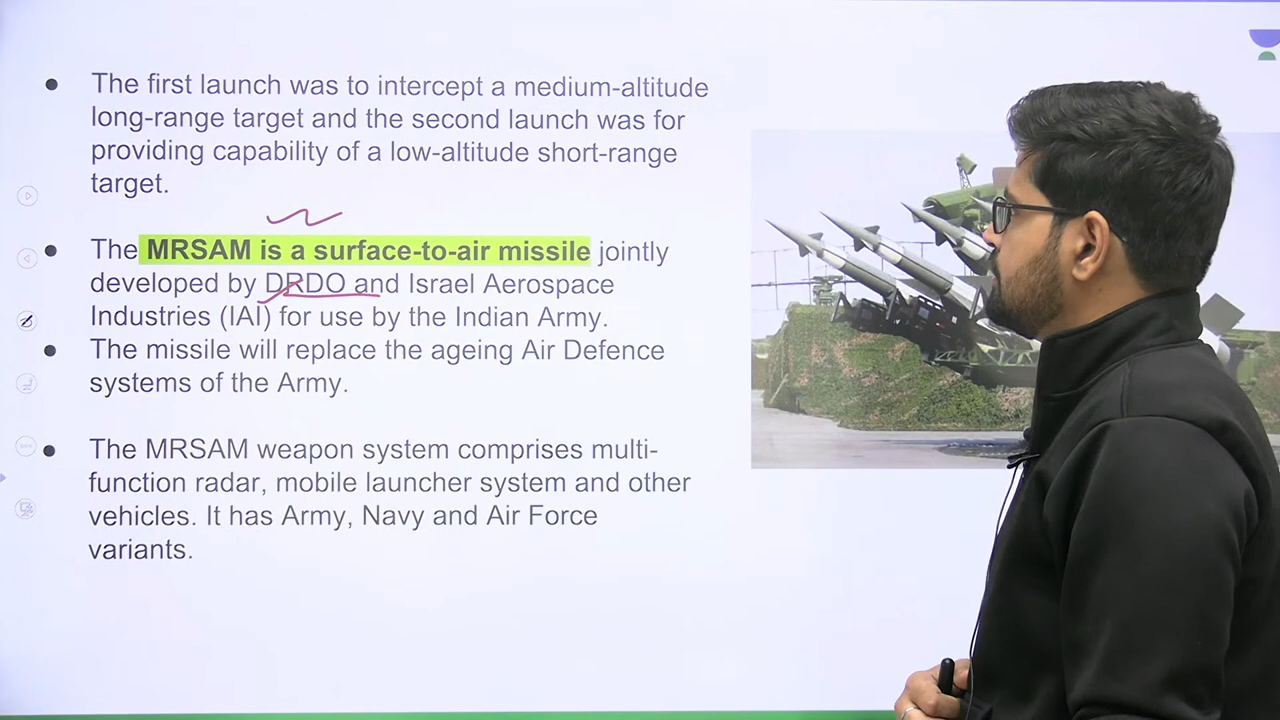 The first launch was to intercept a medium-altitude
long-range target and the second launch was for
providing capability of a low-altitude short-range
target.
The MRSAM is a surface-to-air missile jointly
developed by DRDO and Israel Aerospace
Industries (IAI) for use by the Indian Army.
The missile will replace the ageing Air Defence
systems of the Army.
The MRSAM weapon system comprises multi-
function radar, mobile launcher system and other
vehicles. It has Army, Navy and Air Force
variants.